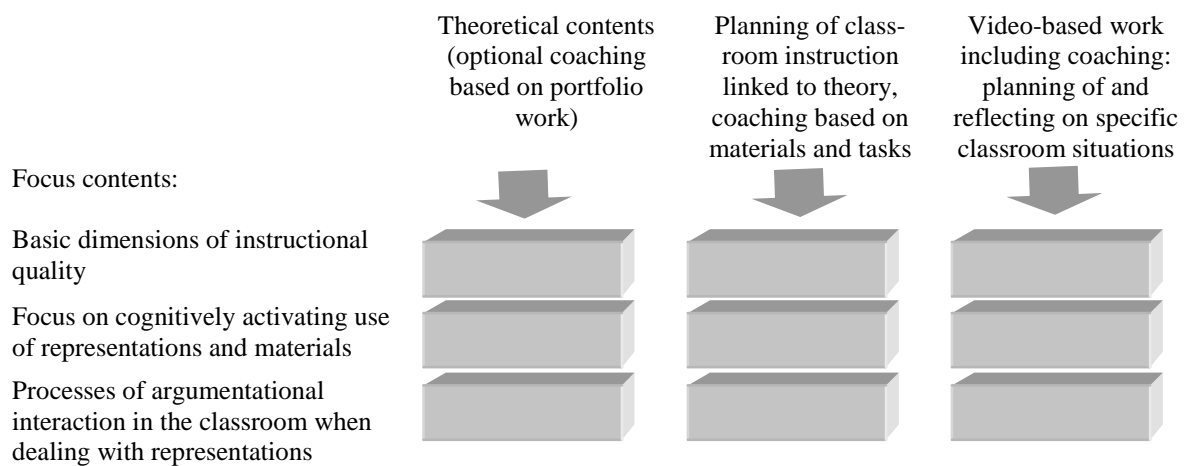 Theoretical contents
(optional coaching
based on portfolio
work)
Planning of class-
room instruction
linked to theory,
coaching based on
materials and tasks
Video-based work
including coaching:
planning of and
reflecting on specific
classroom situations
Focus contents:
Basic dimensions of instructional
quality
Focus on cognitively activating use
of representations and materials
Processes of argumentational
interaction in the classroom when
dealing with representations